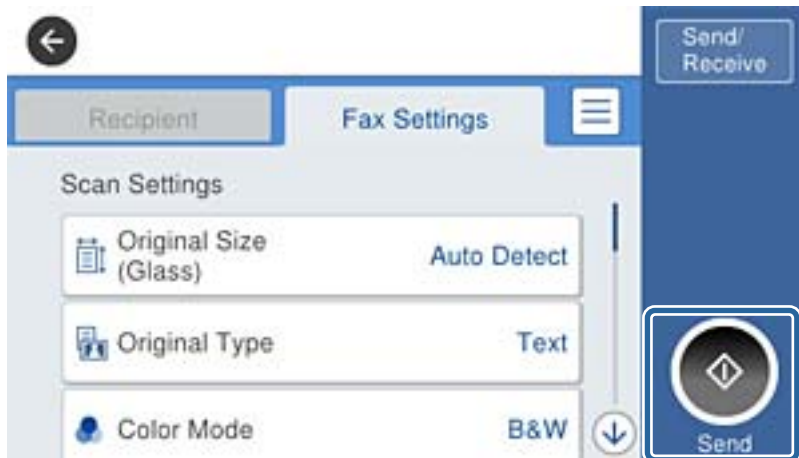 Send/
Receive
Recipient
Fax Settings
Scan Settings
Original Size
(Glass)
Auto Detect
Original Type
Text
Color Mode
B&W
Send